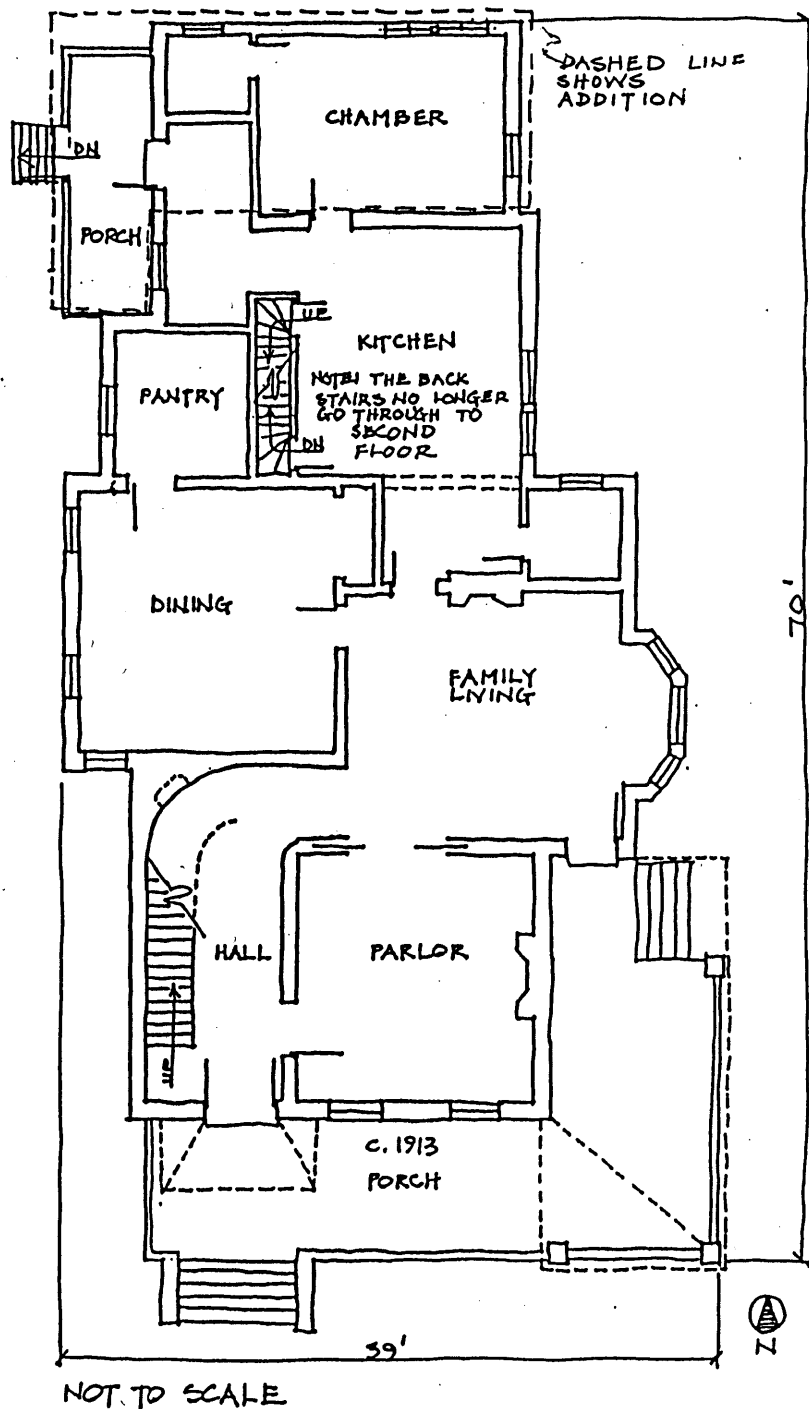 DASHED LINE
SHOWS
ADDITION
CHAMBER
DN
PORCH
UP
KITCHEN
PANTRY
NOTE: THE BACK
STAIRS NO LONGER
GO THROUGH TO
SECOND
FLOOR
DN
DINING
70'
FAMILY
LIVING
HALL
PARLOR
UP
C. 1913
PORCH
39'
N
NOT TO SCALE